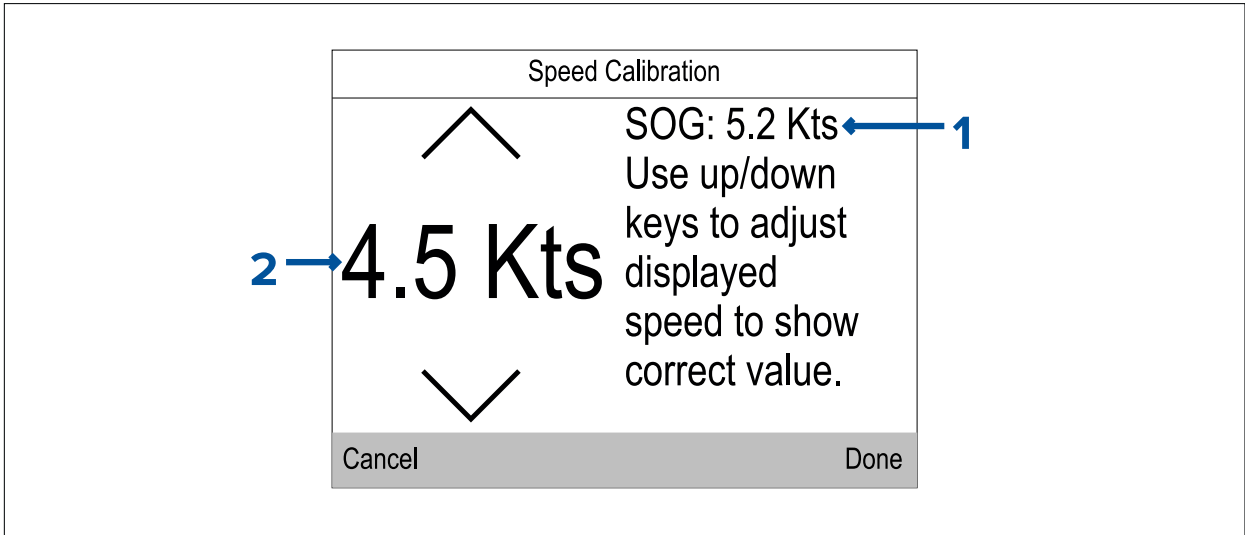 Speed Calibration
SOG: 5.2 Kts
1
Use up/down
keys to adjust
displayed
speed to show
correct value.
2
4.5 Kts
Cancel
Done